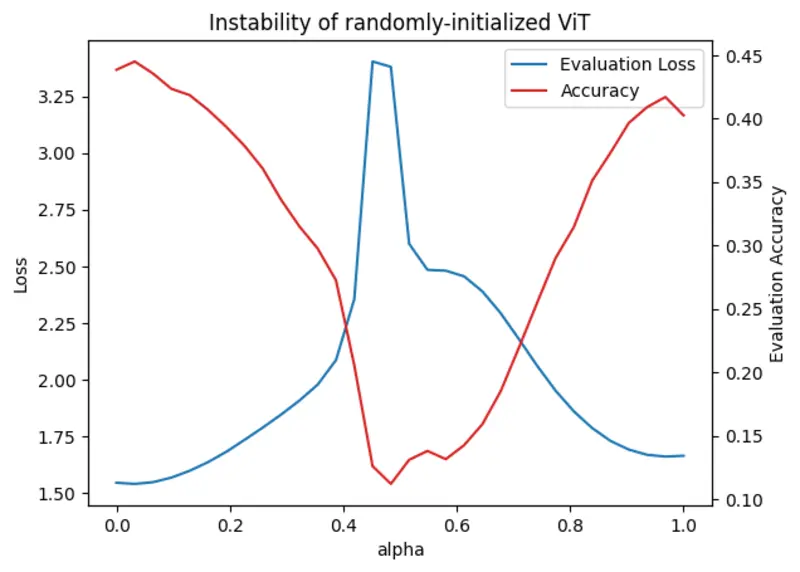 Instability of randomly-initialized ViT
Evaluation Loss
Accuracy
3.25
3.00
2.75
2.50
2.25
2.00
1.75
1.50
Loss
0.45
0.40
0.35
0.30
0.25
0.20
0.15
0.10
Evaluation Accuracy
0.0 0.2 0.4 0.6 0.8 1.0
alpha